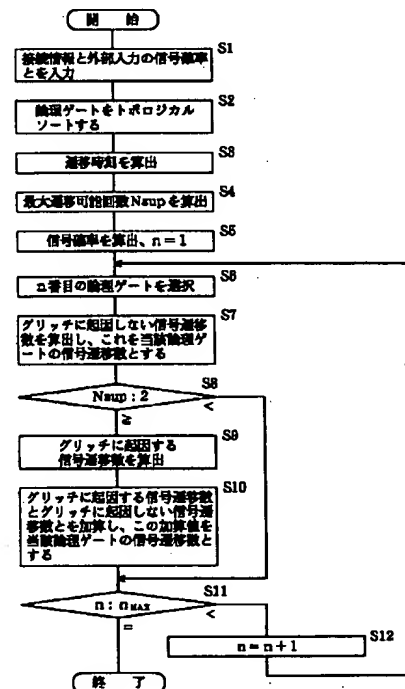 開 始
S1
接続情報と外部入力の信号確率
とを入力
S2
論理ゲートをトポロジカル
ソートする
S3
遷移時刻を算出
S4
最大遷移可能回数Nsupを算出
S5
信号確率を算出、n=1
S6
n番目の論理ゲートを選択
S7
グリッチに起因しない信号遷移
数を算出し、これを当該論理ゲ
ートの信号遷移数とする
S8
Nsup:2
<
≧
S9
グリッチに起因する
信号遷移数を算出
S10
グリッチに起因する信号遷移数
とグリッチに起因しない信号遷
移数とを加算し、この加算値を
当該論理ゲートの信号遷移数と
する
S11
n:nMAX
<
=
S12
n=n+1
終 了